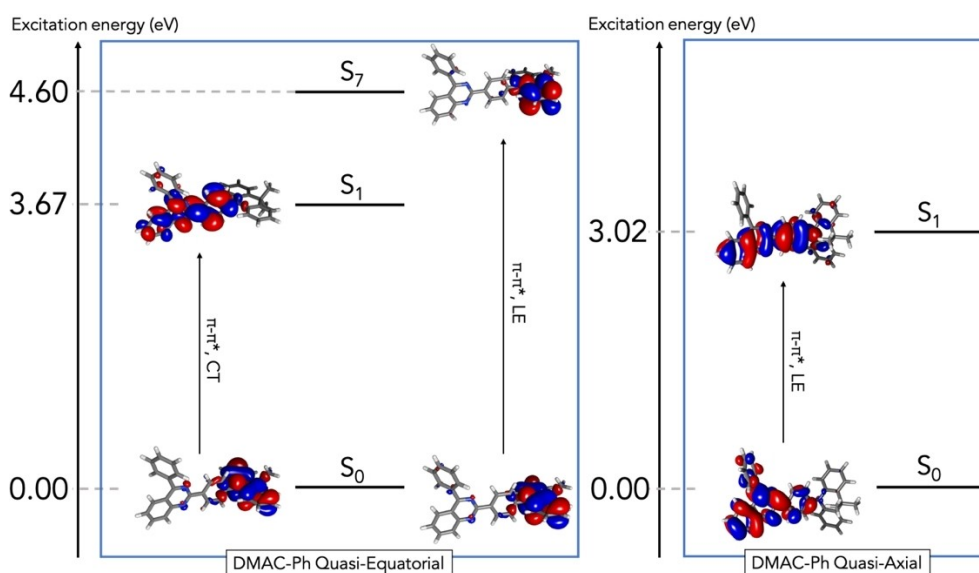 Excitation energy (eV)
4.60
S7
3.67
S1
π-π*, CT
π-π*, LE
0.00
S0
DMAC-Ph Quasi-Equatorial
Excitation energy (eV)
3.02
S1
π-π*, LE
0.00
S0
DMAC-Ph Quasi-Axial